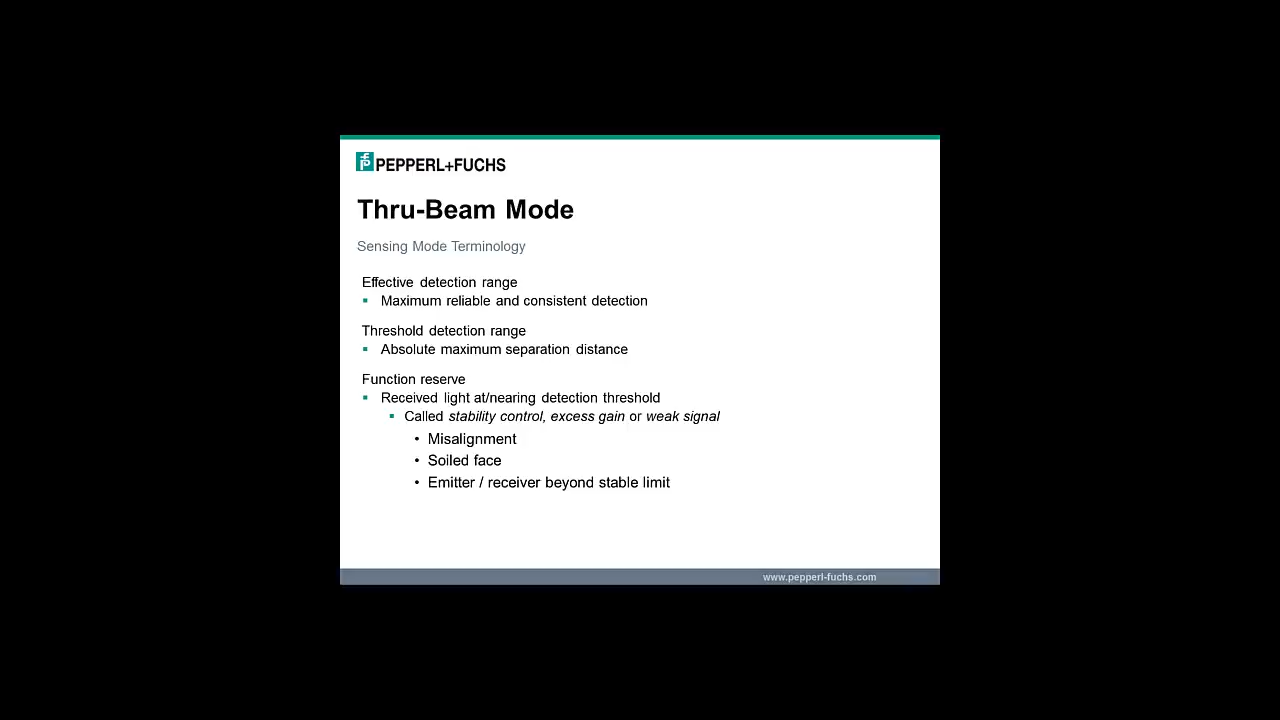 PEPPERL+FUCHS
Thru-Beam Mode
Sensing Mode Terminology
Effective detection range
▪ Maximum reliable and consistent detection
Threshold detection range
▪ Absolute maximum separation distance
Function reserve
▪ Received light at/nearing detection threshold
▪ Called stability control, excess gain or weak signal
• Misalignment
• Soiled face
• Emitter / receiver beyond stable limit
www.pepperl-fuchs.com